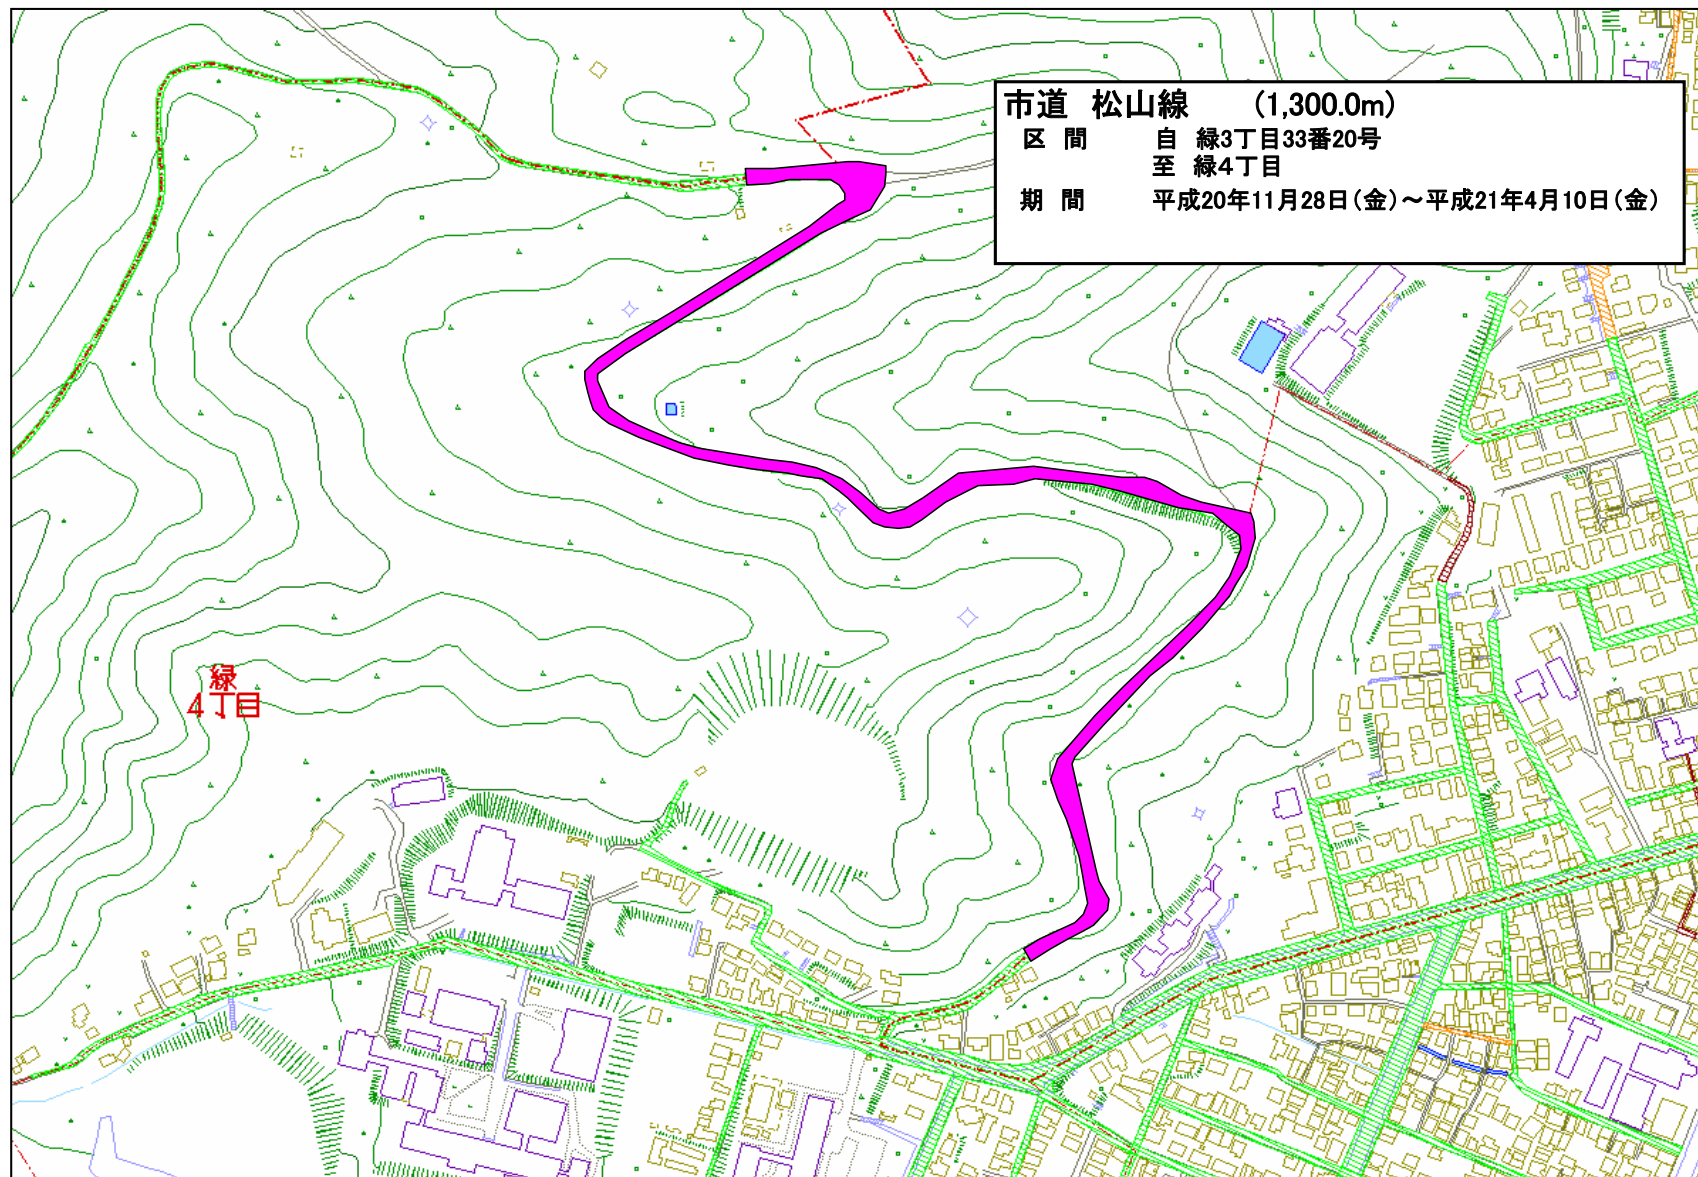 市道 松山線 (1,300.0m)
区 間 自 緑3丁目33番20号
至 緑4丁目
期 間 平成20年11月28日(金)～平成21年4月10日(金)
緑
4丁目